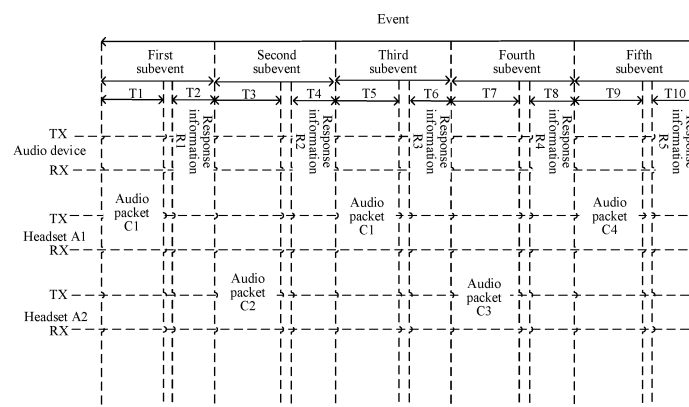 Event
First
subevent
Second
subevent
Third
subevent
Fourth
subevent
Fifth
subevent
T1
T2
T3
T4
T5
T6
T7
T8
T9
T10
Response
information
R1
Response
information
R2
Response
information
R3
Response
information
R4
Response
information
R5
TX
Audio device
RX
Audio
packet
C1
Audio
packet
C1
Audio
packet
C4
TX
Headset A1
RX
Audio
packet
C2
Audio
packet
C3
TX
Headset A2
RX